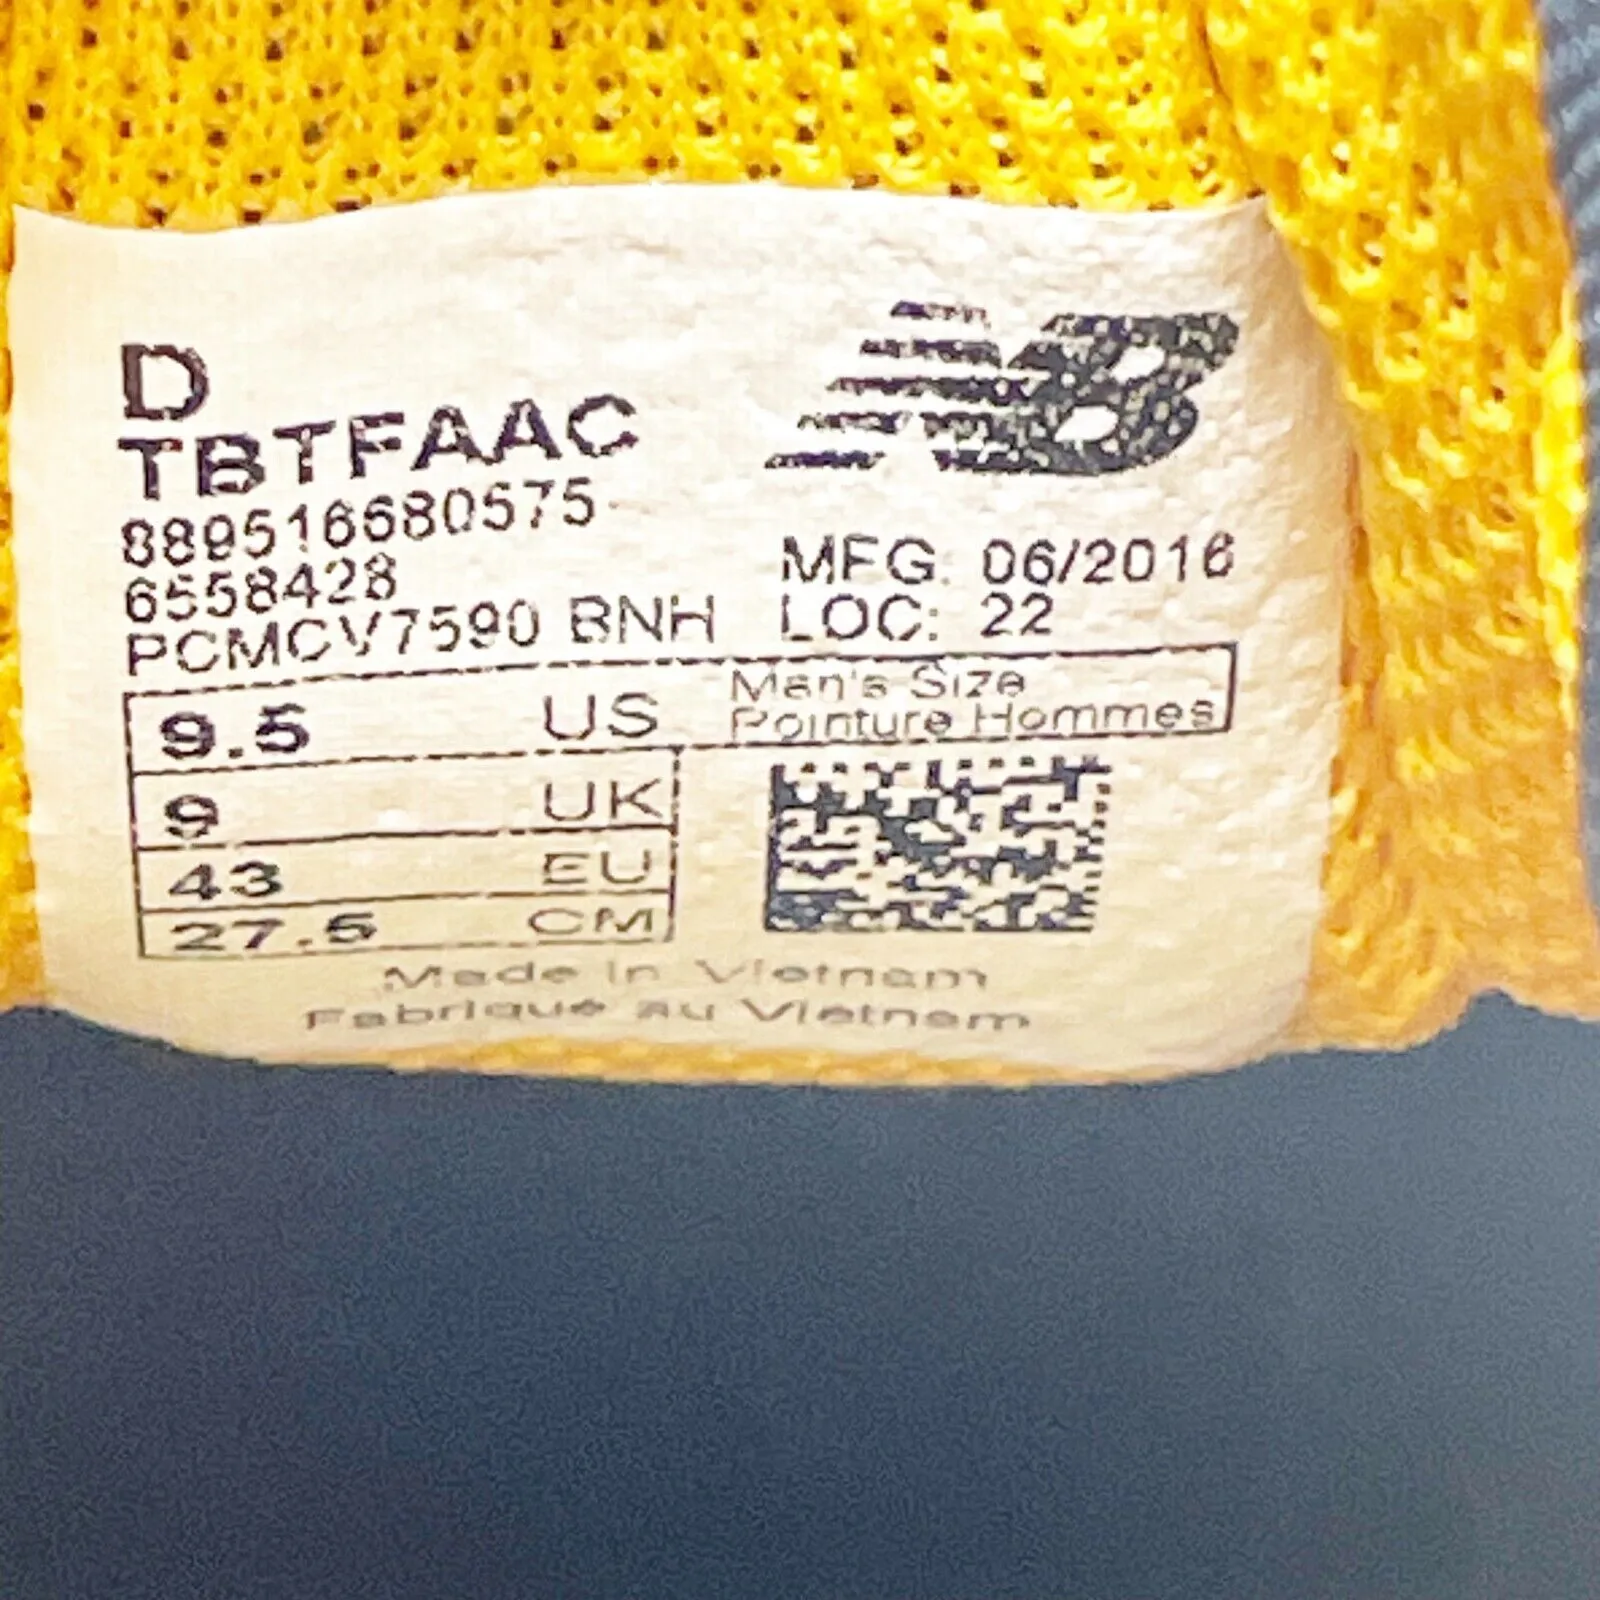 D
TBTFAAC
889516680575
6558428
PCMCV7590 BNH
MFG. 06/2016
LOC: 22
9.5 US Men's Size
Pointure Hommes
9 UK
43 EU
27.5 CM
Made in Vietnam
Fabriqué au Vietnam